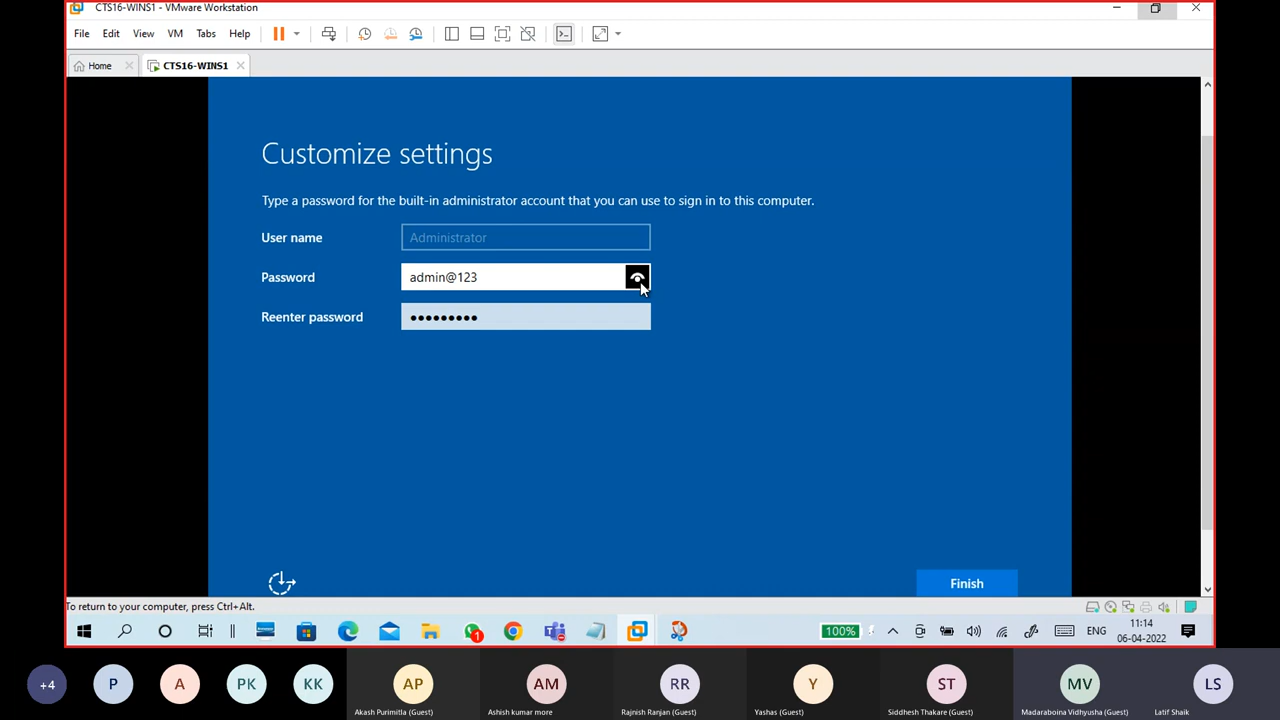 CTS16-WINS1 - VMware Workstation
File Edit View VM Tabs Help
Home CTS16-WINS1
Customize settings
Type a password for the built-in administrator account that you can use to sign in to this computer.
User name Administrator
Password admin@123
Reenter password •••••••••
Finish
To return to your computer, press Ctrl+Alt.
1 100% ENG 11:14
06-04-2022
+4 P A PK KK AP AM RR Y ST MV LS
Akash Purimitla (Guest) Ashish kumar more Rajnish Ranjan (Guest) Yashas (Guest) Siddhesh Thakare (Guest) Madaraboina Vidhyusha (Guest) Latif Shaik